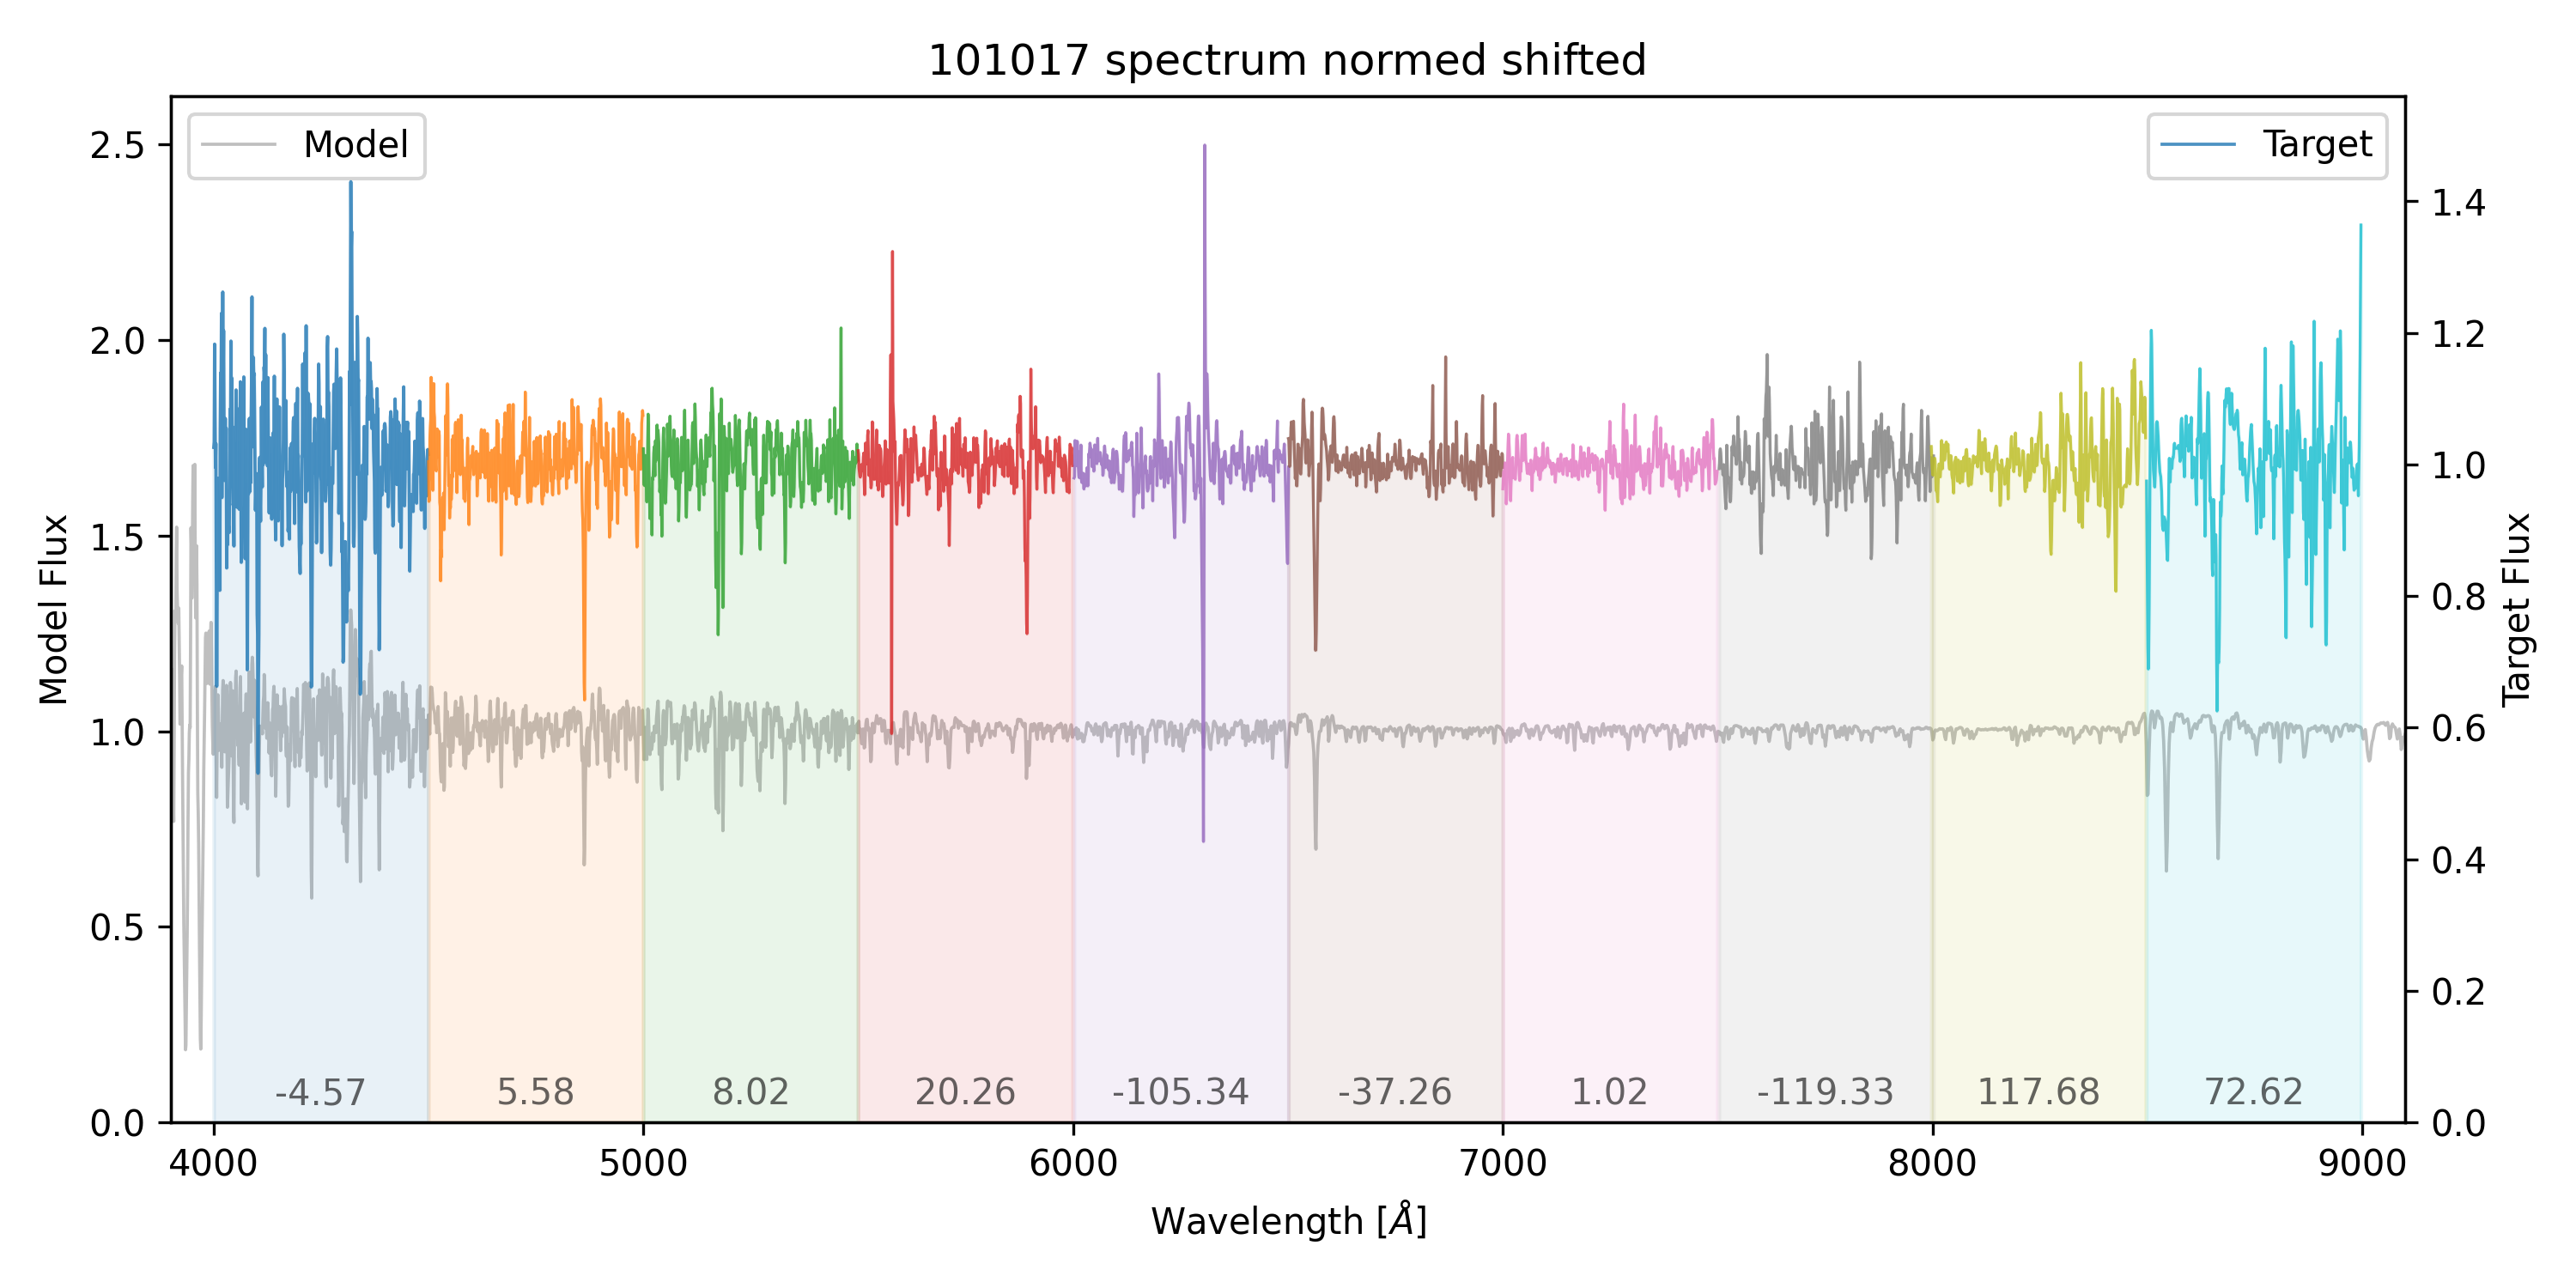 101017 spectrum normed shifted
Model
Target
2.5
2.0
1.5
1.0
0.5
0.0
Model Flux
1.4
1.2
1.0
0.8
0.6
0.4
0.2
0.0
Target Flux
-4.57 5.58 8.02 20.26 -105.34 -37.26 1.02 -119.33 117.68 72.62
4000 5000 6000 7000 8000 9000
Wavelength [Å]